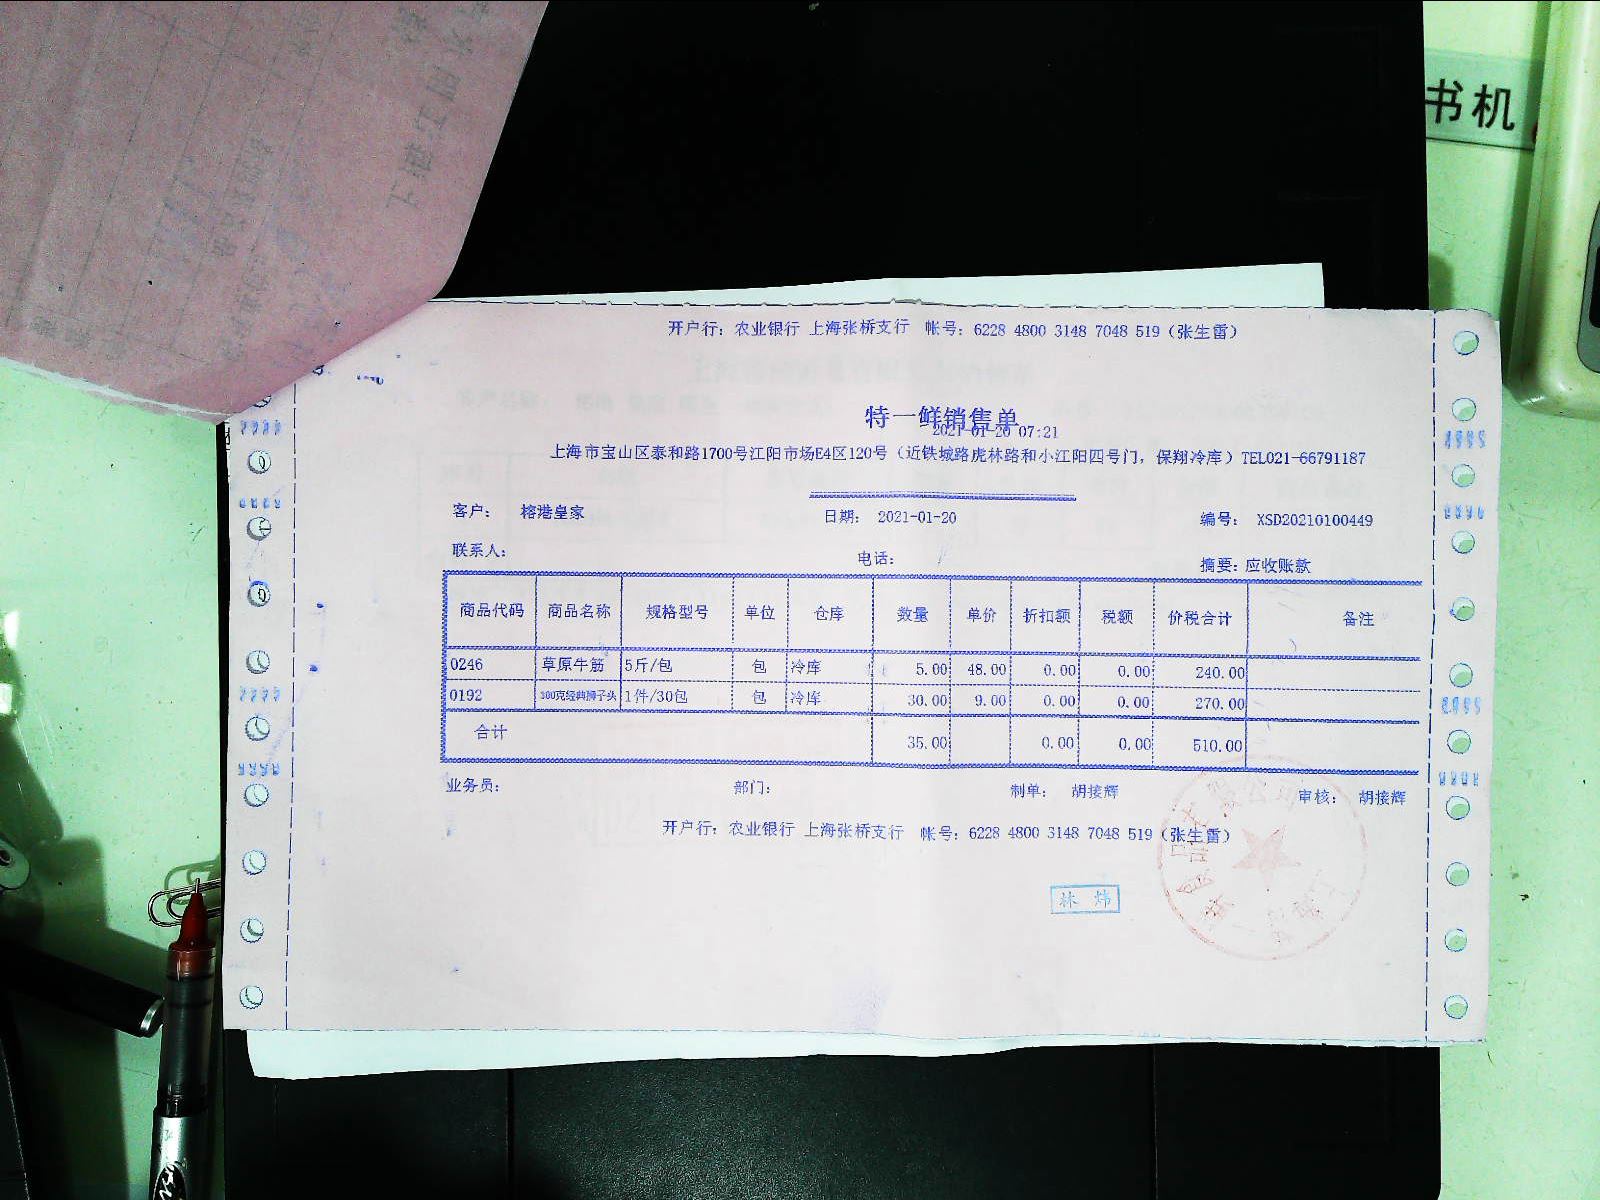 书机
开户行：农业银行 上海张桥支行 帐号：6228 4800 3148 7048 519（张生雷）
特一鲜销售单
2021-01-20 07:21
上海市宝山区泰和路1700号江阳市场E4区120号（近铁城路虎林路和小江阳四号门，保翔冷库）TEL021-66791187
客户： 榕港皇家 日期： 2021-01-20 编号： XSD20210100449
联系人： 电话： 摘要：应收账款
商品代码 商品名称 规格型号 单位 仓库 数量 单价 折扣额 税额 价税合计 备注
0246 草原牛筋 5斤/包 包 冷库 5.00 48.00 0.00 0.00 240.00
0192 300克经典狮子头 1件/30包 包 冷库 30.00 9.00 0.00 0.00 270.00
合计 35.00 0.00 0.00 510.00
业务员： 部门： 制单： 胡接辉 审核： 胡接辉
开户行：农业银行 上海张桥支行 帐号：6228 4800 3148 7048 519（张生雷）
林 炜